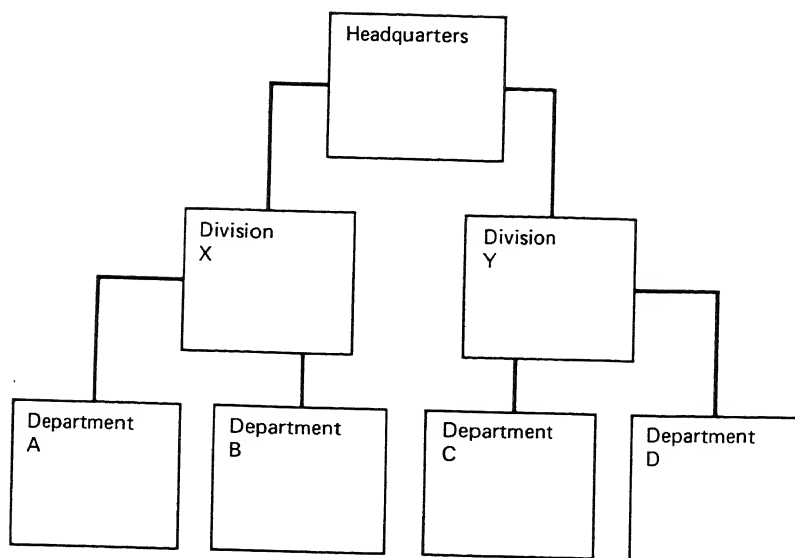 Headquarters
Division
X
Division
Y
Department
A
Department
B
Department
C
Department
D